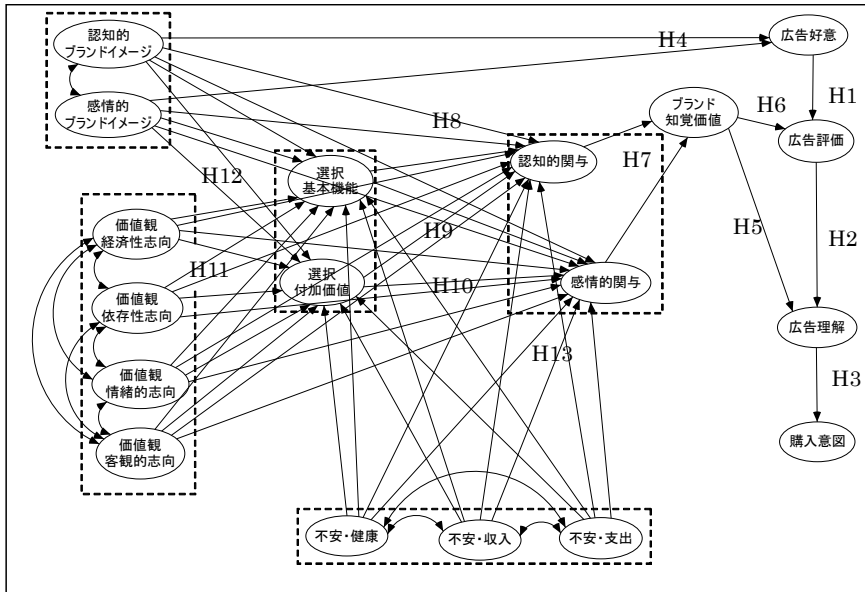 認知的
ブランドイメージ
感情的
ブランドイメージ
広告好意
H4
H1
ブランド
知覚価値
H6
広告評価
H8
H7
認知的関与
選択
基本機能
H12
価値観
経済性志向
H9
H5
H2
H11
選択
付加価値
H10
感情的関与
価値観
依存性志向
広告理解
H13
価値観
情緒的志向
H3
価値観
客観的志向
購入意図
不安・健康
不安・収入
不安・支出